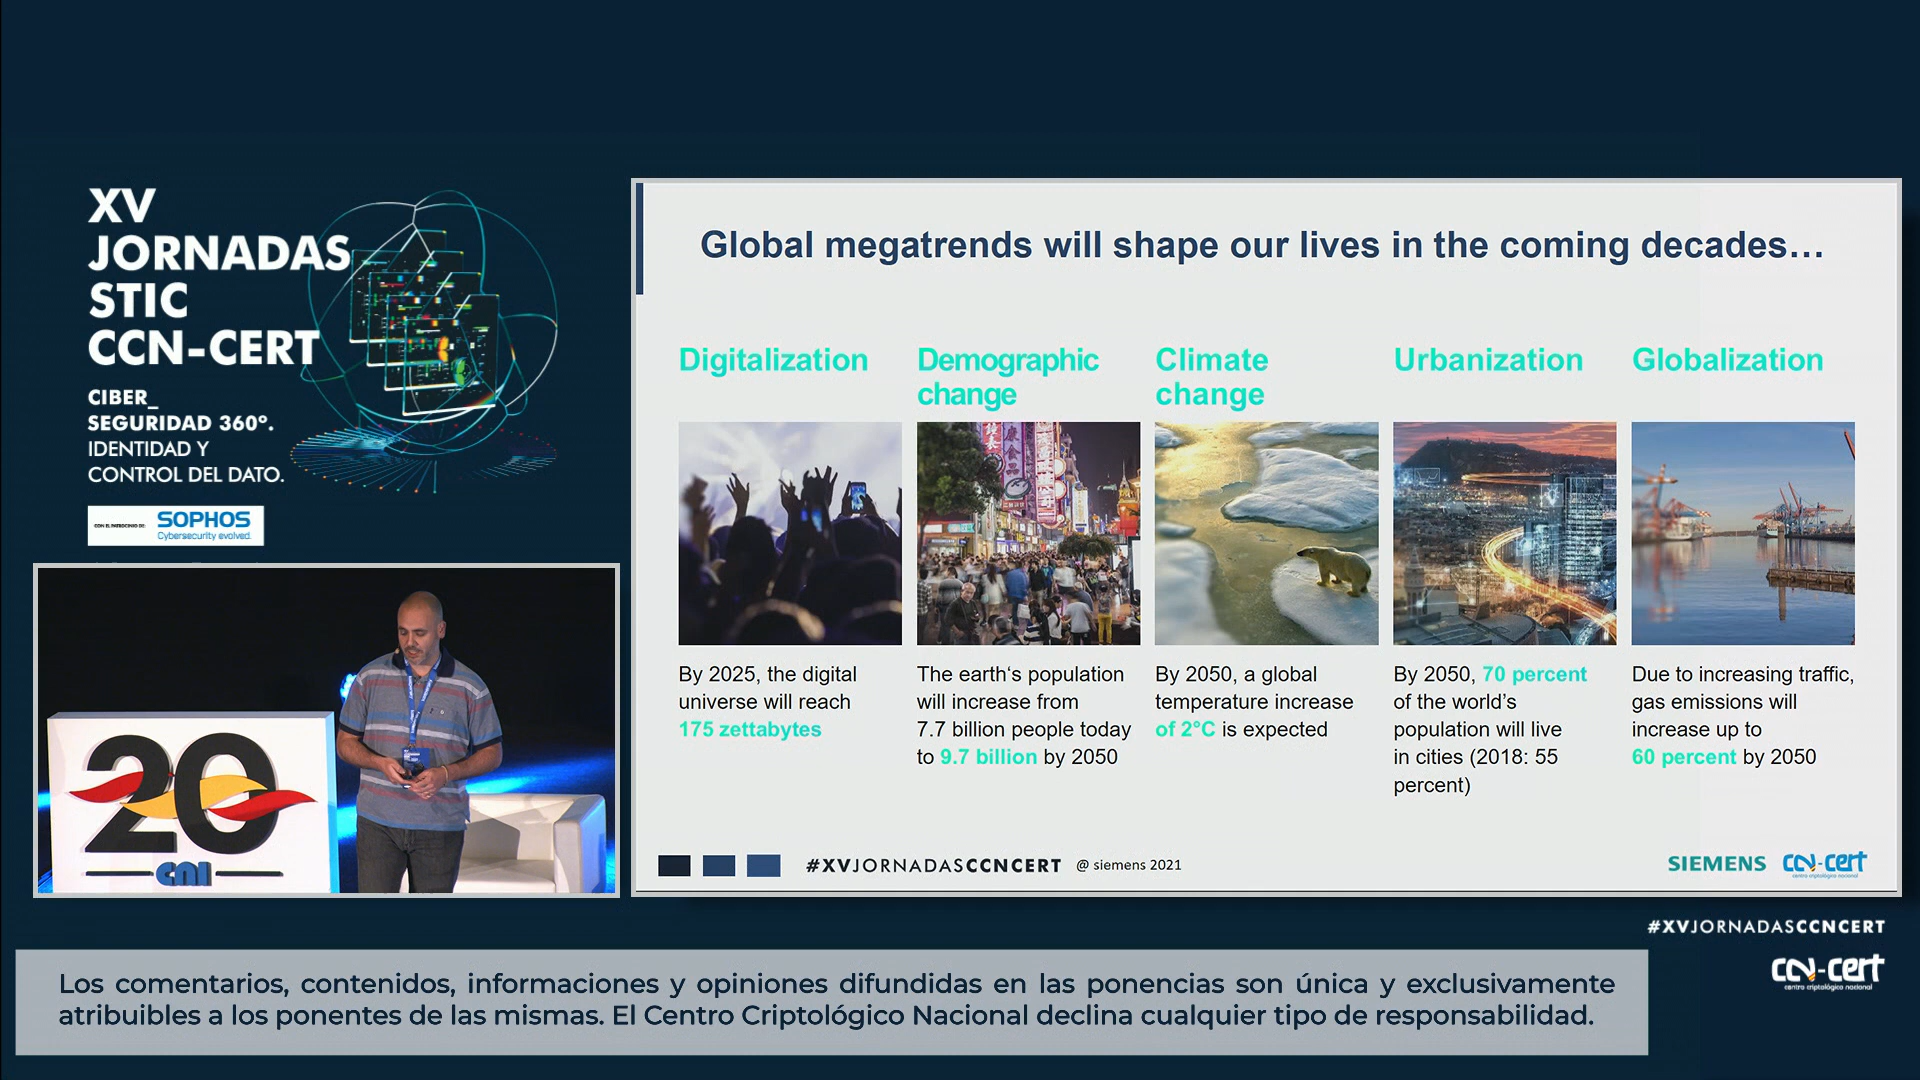 XV
JORNADAS
STIC
CCN-CERT
CIBER_
SEGURIDAD 360º.
IDENTIDAD Y
CONTROL DEL DATO.
CON EL PATROCINIO DE:
SOPHOS
Cybersecurity evolved.
20
cni
Global megatrends will shape our lives in the coming decades…
Digitalization
By 2025, the digital
universe will reach
175 zettabytes
Demographic
change
The earth‘s population
will increase from
7.7 billion people today
to 9.7 billion by 2050
Climate
change
By 2050, a global
temperature increase
of 2°C is expected
Urbanization
By 2050, 70 percent
of the world’s
population will live
in cities (2018: 55
percent)
Globalization
Due to increasing traffic,
gas emissions will
increase up to
60 percent by 2050
#XVJORNADASCCNCERT @ siemens 2021
SIEMENS
ccn-cert
centro criptológico nacional
#XVJORNADASCCNCERT
ccn-cert
centro criptológico nacional
Los comentarios, contenidos, informaciones y opiniones difundidas en las ponencias son única y exclusivamente
atribuibles a los ponentes de las mismas. El Centro Criptológico Nacional declina cualquier tipo de responsabilidad.